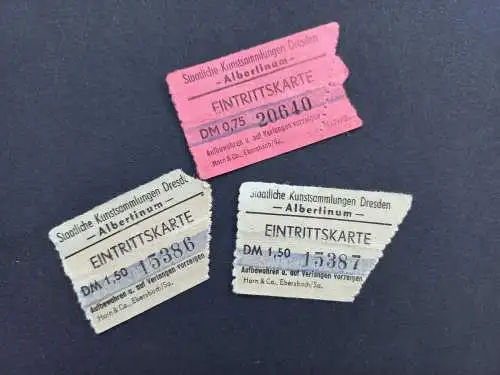 Staatliche Kunstsammlungen Dresden
— Albertinum —
EINTRITTSKARTE
DM 0,75 20640
Aufbewahren u. auf Verlangen vorzeigen
Horn & Co., Ebersbach/Sa.
Staatliche Kunstsammlungen Dresd
— Albertinum —
EINTRITTSKARTE
DM 1,50 15386
Aufbewahren u. auf Verlangen vorzeigen
Horn & Co., Ebersbach/Sa.
Staatliche Kunstsammlungen Dresden
— Albertinum —
EINTRITTSKARTE
DM 1,50 15387
Aufbewahren u. auf Verlangen vorzeigen
Horn & Co., Ebersbach/Sa.